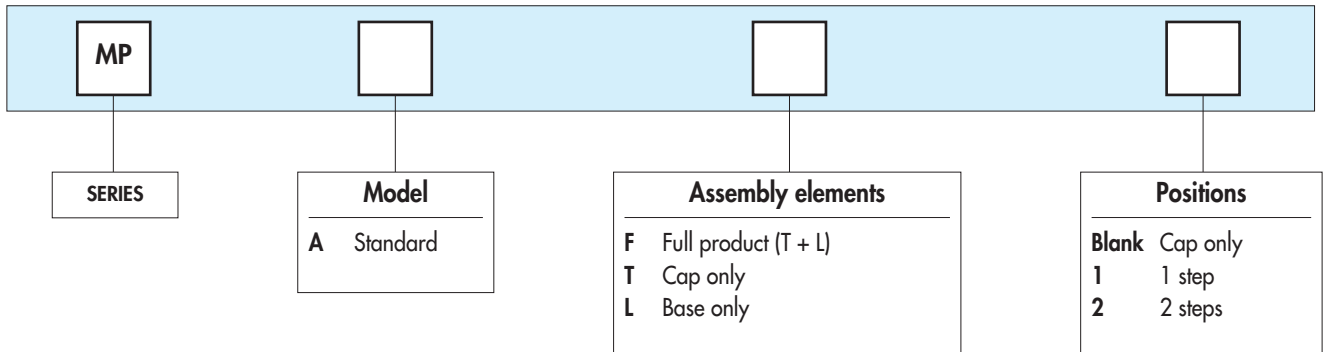 MP
SERIES
Model
A Standard
Assembly elements
F Full product (T + L)
T Cap only
L Base only
Positions
Blank Cap only
1 1 step
2 2 steps